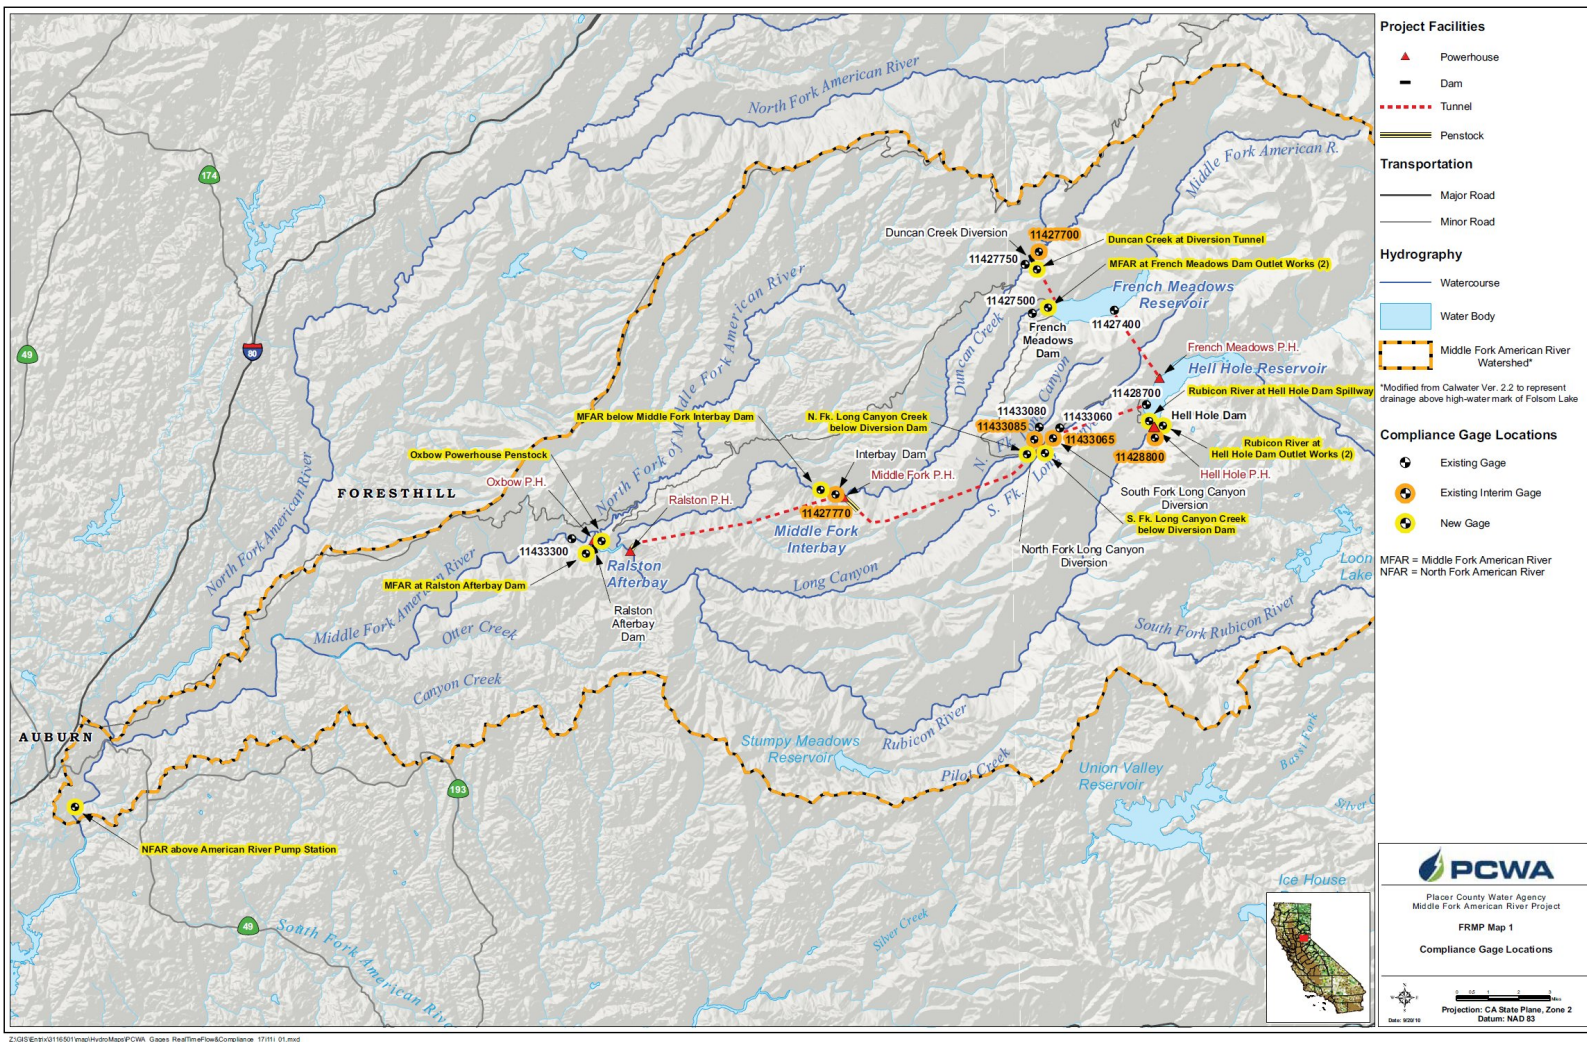 North Fork American River
Middle Fork American R.
174
49
80
Duncan Creek Diversion
11427700
Duncan Creek at Diversion Tunnel
11427750
MFAR at French Meadows Dam Outlet Works (2)
French Meadows
Reservoir
11427500
11427400
French
Meadows
Dam
Duncan Creek
North Fork of Middle Fork American River
French Meadows P.H.
Hell Hole Reservoir
11428700
Rubicon River at Hell Hole Dam Spillway
Hell Hole Dam
MFAR below Middle Fork Interbay Dam
N. Fk. Long Canyon Creek
below Diversion Dam
11433080
11433060
11433085
11433065
Rubicon River at
Hell Hole Dam Outlet Works (2)
11428800
Hell Hole P.H.
Oxbow Powerhouse Penstock
Interbay Dam
Middle Fork P.H.
Oxbow P.H.
FORESTHILL
Ralston P.H.
11427770
Middle Fork
Interbay
South Fork Long Canyon
Diversion
S. Fk. Long Canyon Creek
below Diversion Dam
North Fork Long Canyon
Diversion
11433300
Ralston
Afterbay
MFAR at Ralston Afterbay Dam
Long Canyon
Loon
Lake
North Fork American River
Ralston
Afterbay
Dam
Middle Fork American River
Otter Creek
South Fork Rubicon River
Canyon Creek
AUBURN
Rubicon River
Stumpy Meadows
Reservoir
Pilot Creek
Union Valley
Reservoir
Bassi Fork
193
NFAR above American River Pump Station
Ice House
Silver Creek
49
South Fork American River
Project Facilities
Powerhouse
Dam
Tunnel
Penstock
Transportation
Major Road
Minor Road
Hydrography
Watercourse
Water Body
Middle Fork American River
Watershed*
*Modified from Calwater Ver. 2.2 to represent
drainage above high-water mark of Folsom Lake
Compliance Gage Locations
Existing Gage
Existing Interim Gage
New Gage
MFAR = Middle Fork American River
NFAR = North Fork American River
PCWA
Placer County Water Agency
Middle Fork American River Project
FRMP Map 1
Compliance Gage Locations
0 0.5 1 2 3
Miles
Projection: CA State Plane, Zone 2
Datum: NAD 83